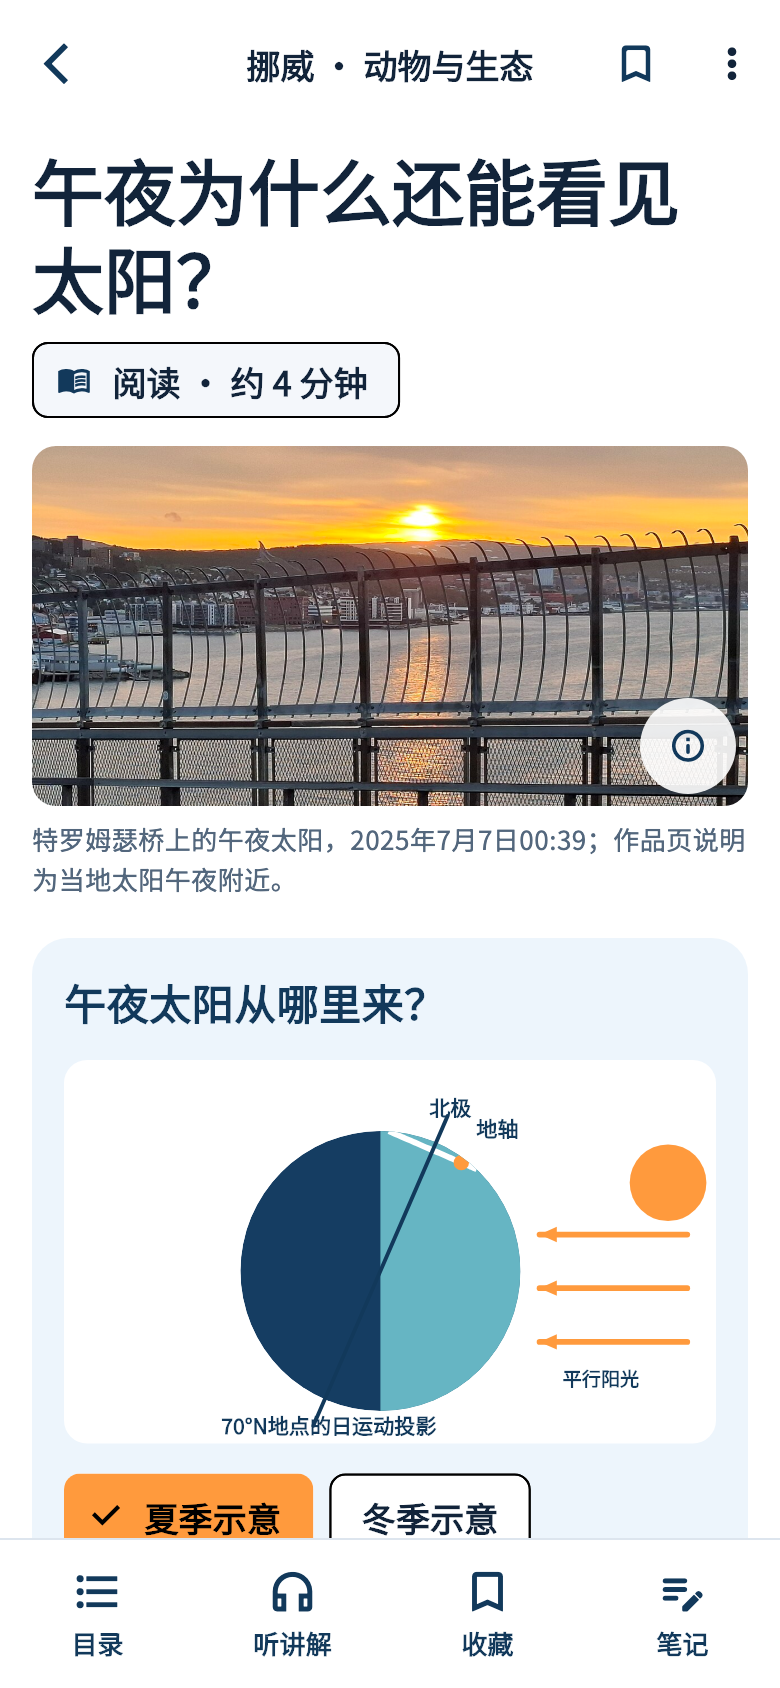 挪威 · 动物与生态
午夜为什么还能看见
太阳？
阅读 · 约 4 分钟
特罗姆瑟桥上的午夜太阳，2025年7月7日00:39；作品页说明
为当地太阳午夜附近。
午夜太阳从哪里来？
北极
地轴
平行阳光
70°N地点的日运动投影
夏季示意
冬季示意
目录
听讲解
收藏
笔记